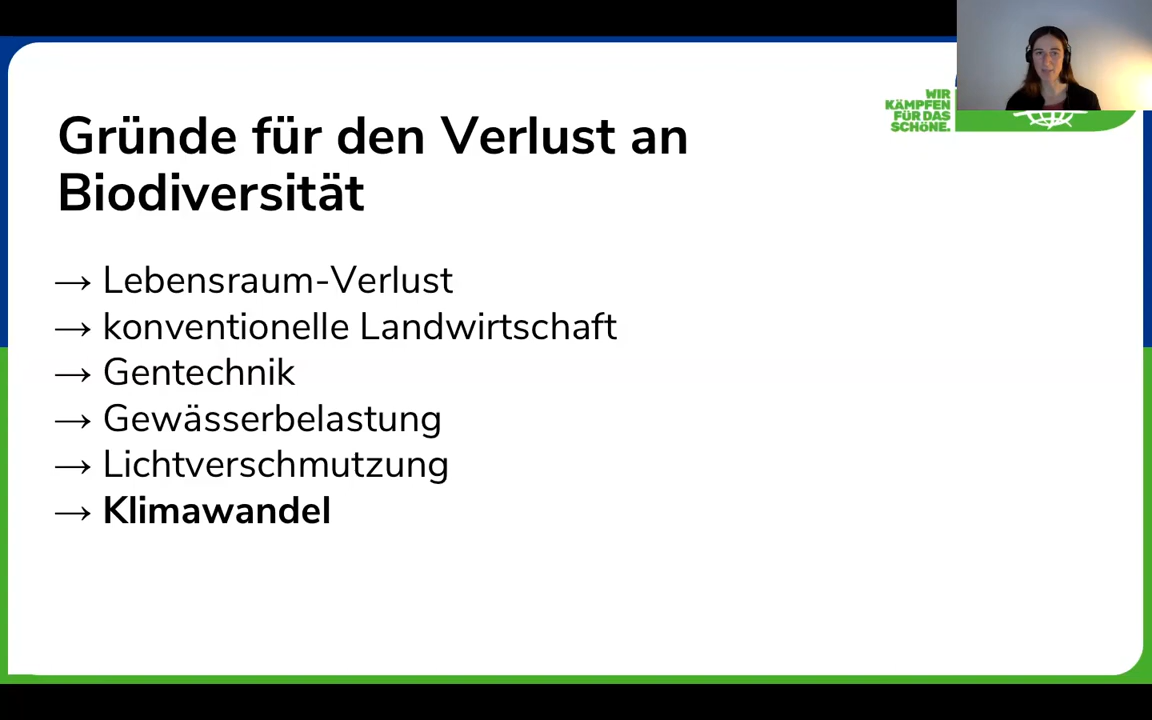 WIR
KÄMPFEN
FÜR DAS
SCHÖNE.
Gründe für den Verlust an
Biodiversität
→ Lebensraum-Verlust
→ konventionelle Landwirtschaft
→ Gentechnik
→ Gewässerbelastung
→ Lichtverschmutzung
→ Klimawandel